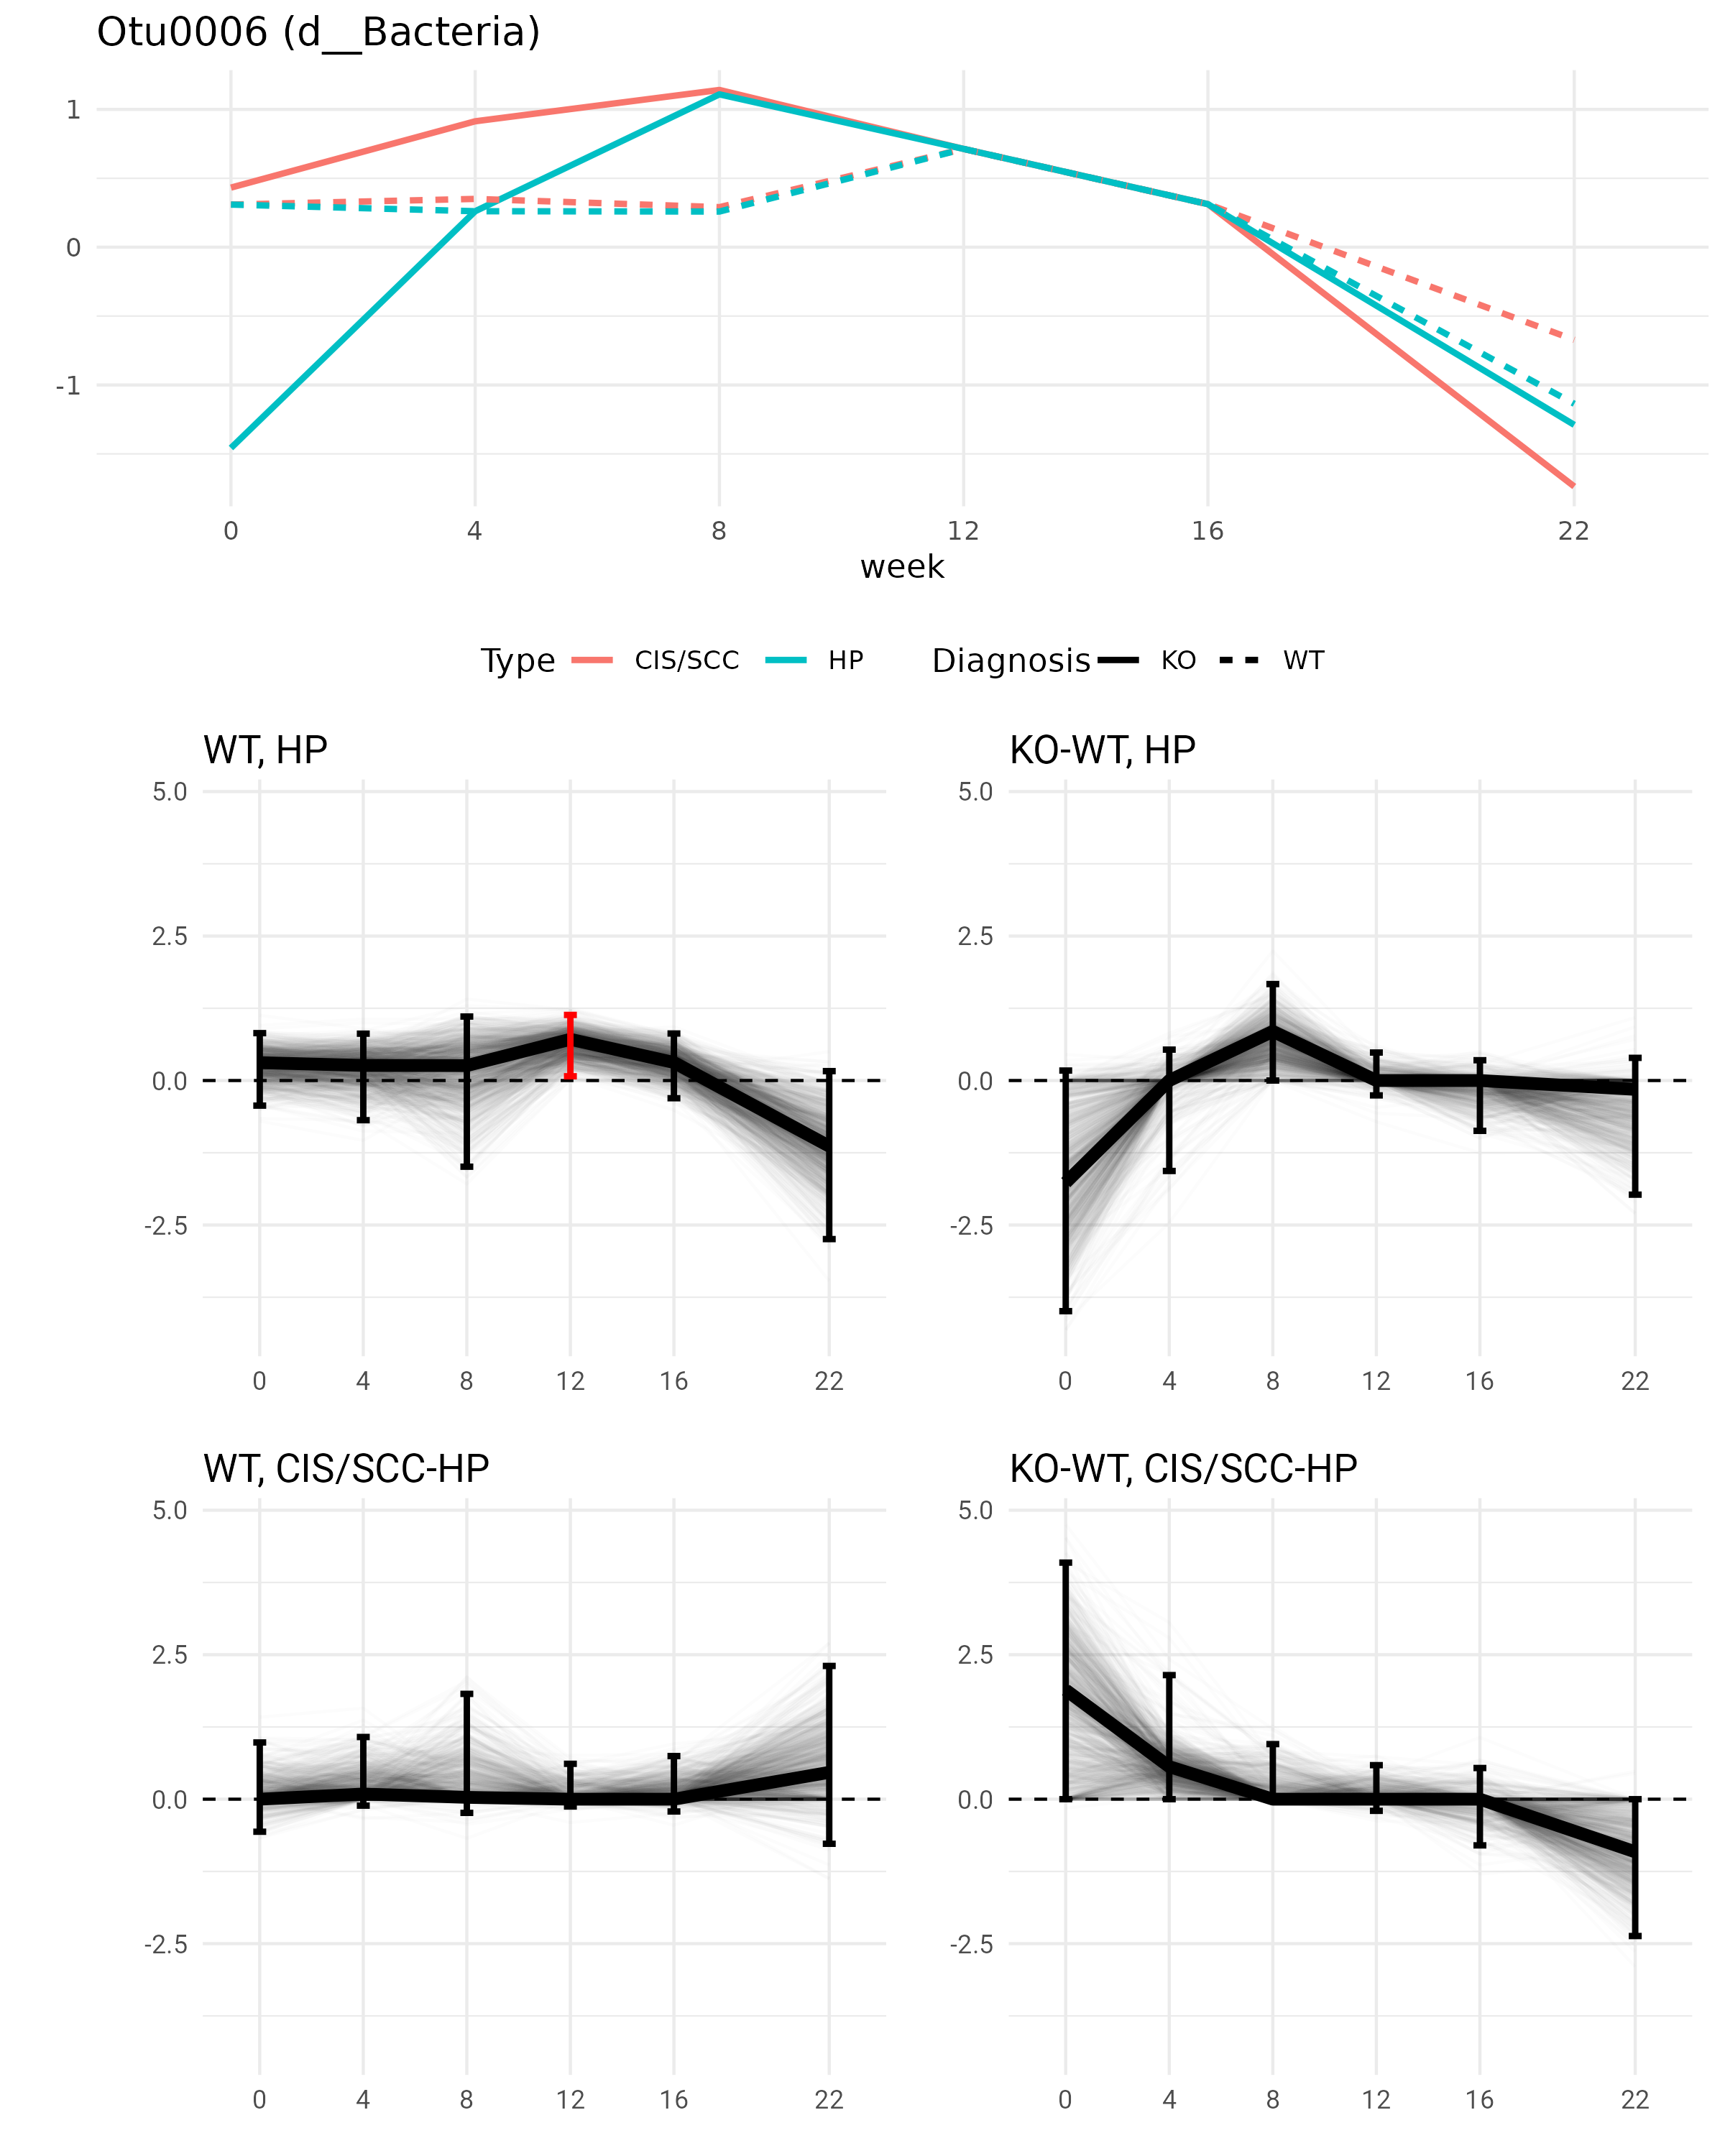 Otu0006 (d__Bacteria)
1
0
-1
0 4 8 12 16 22
week
Type CIS/SCC HP Diagnosis KO WT
WT, HP KO-WT, HP
5.0 5.0
2.5 2.5
0.0 0.0
-2.5 -2.5
0 4 8 12 16 22 0 4 8 12 16 22
WT, CIS/SCC-HP KO-WT, CIS/SCC-HP
5.0 5.0
2.5 2.5
0.0 0.0
-2.5 -2.5
0 4 8 12 16 22 0 4 8 12 16 22